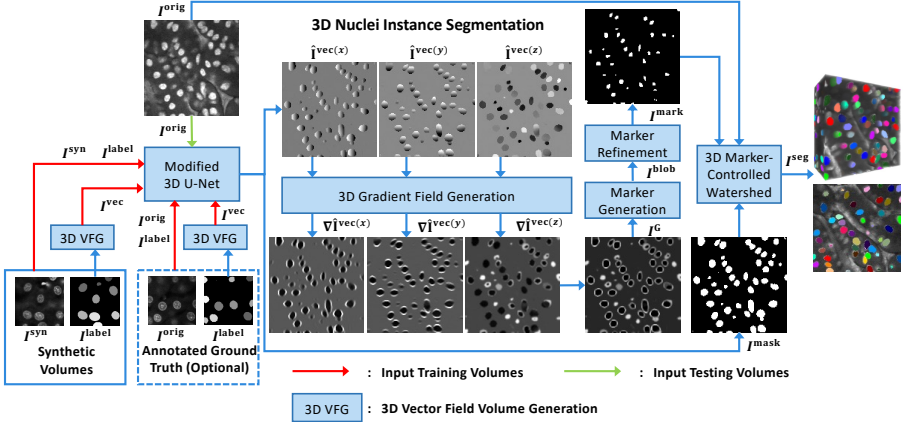 I^orig
3D Nuclei Instance Segmentation
Î^vec(x) Î^vec(y) Î^vec(z)
I^orig
I^mark
I^syn I^label
Modified
3D U-Net
Marker
Refinement
3D Marker-
Controlled
Watershed
I^seg
I^blob
I^vec
3D Gradient Field Generation
Marker
Generation
I^orig
I^label
I^vec
∇Î^vec(x) ∇Î^vec(y) ∇Î^vec(z)
I^G
3D VFG
3D VFG
I^syn I^label
I^orig I^label
I^mask
Synthetic
Volumes
Annotated Ground
Truth (Optional)
: Input Training Volumes
: Input Testing Volumes
3D VFG : 3D Vector Field Volume Generation